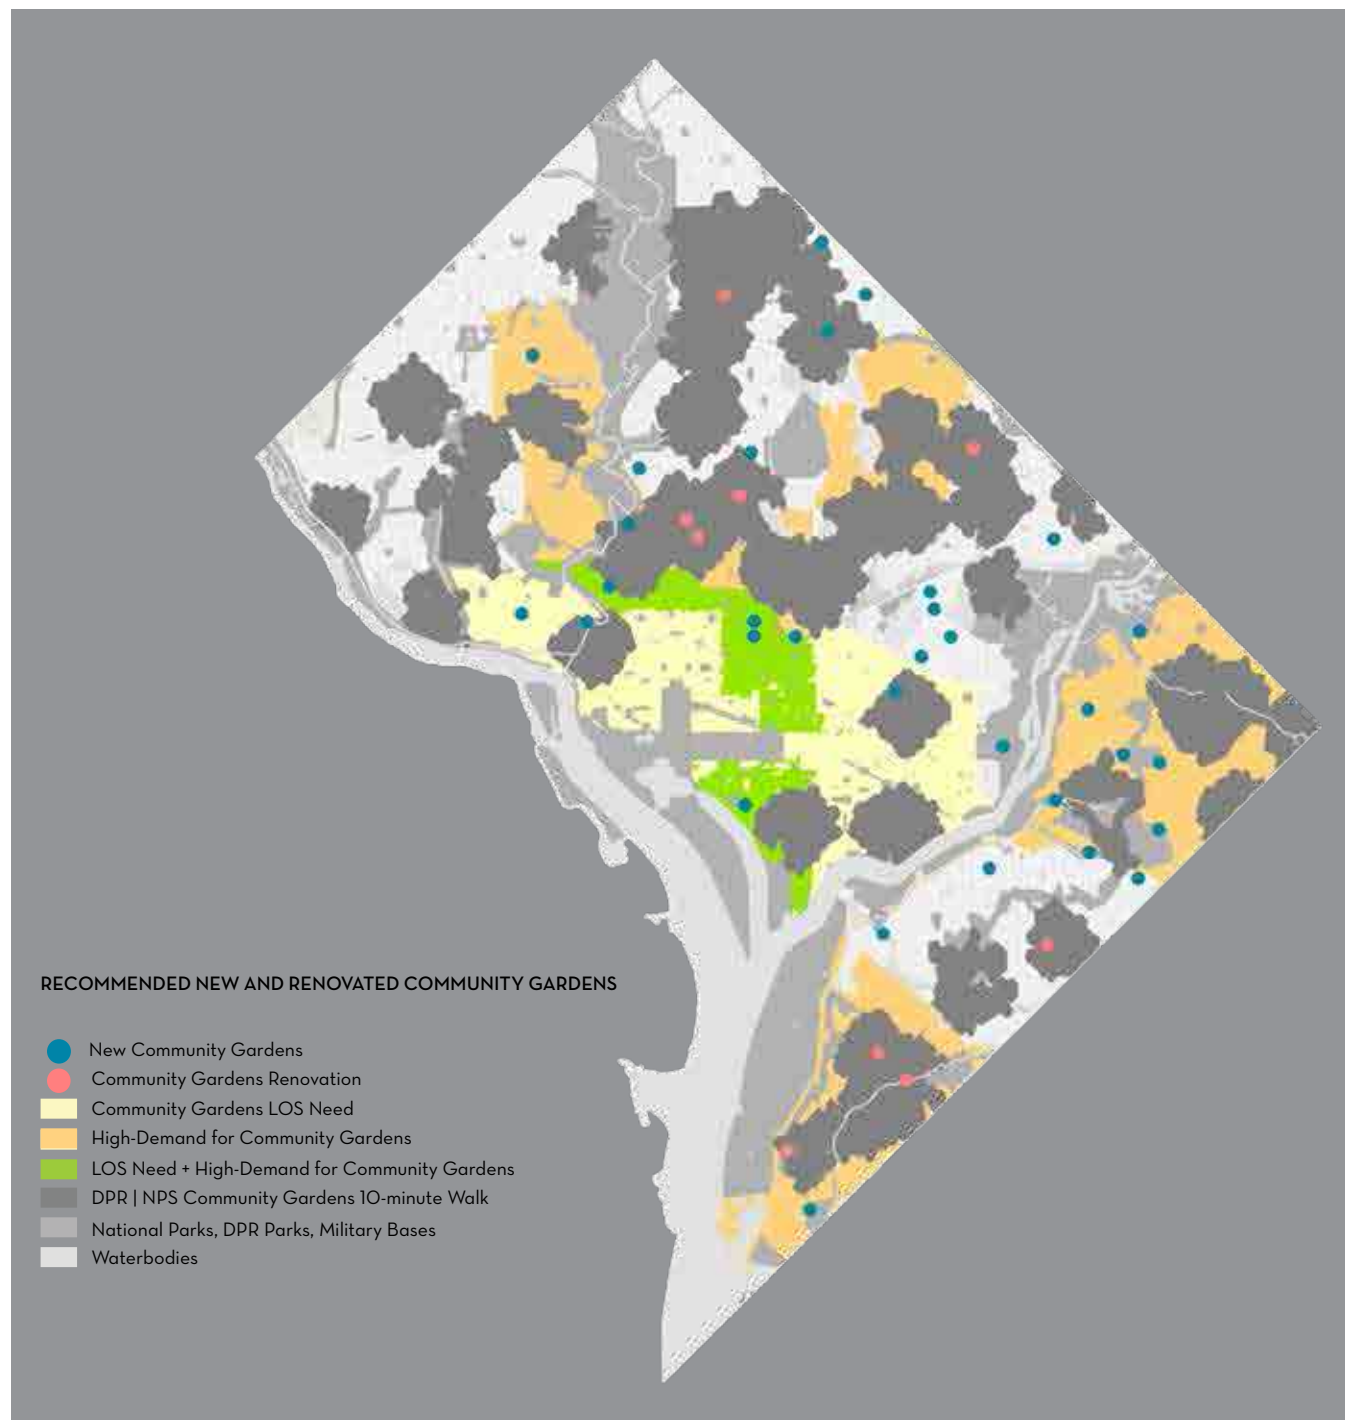 RECOMMENDED NEW AND RENOVATED COMMUNITY GARDENS
New Community Gardens
Community Gardens Renovation
Community Gardens LOS Need
High-Demand for Community Gardens
LOS Need + High-Demand for Community Gardens
DPR | NPS Community Gardens 10-minute Walk
National Parks, DPR Parks, Military Bases
Waterbodies